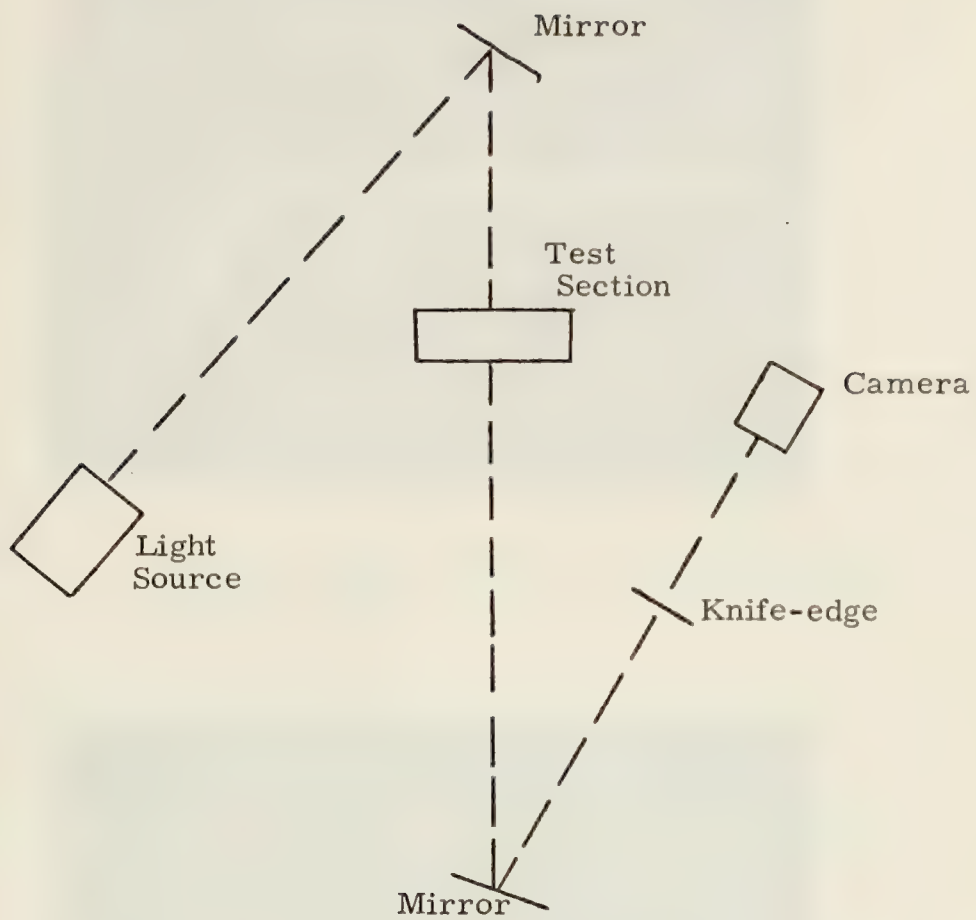 Mirror
Test
Section
Camera
Light
Source
Knife-edge
Mirror